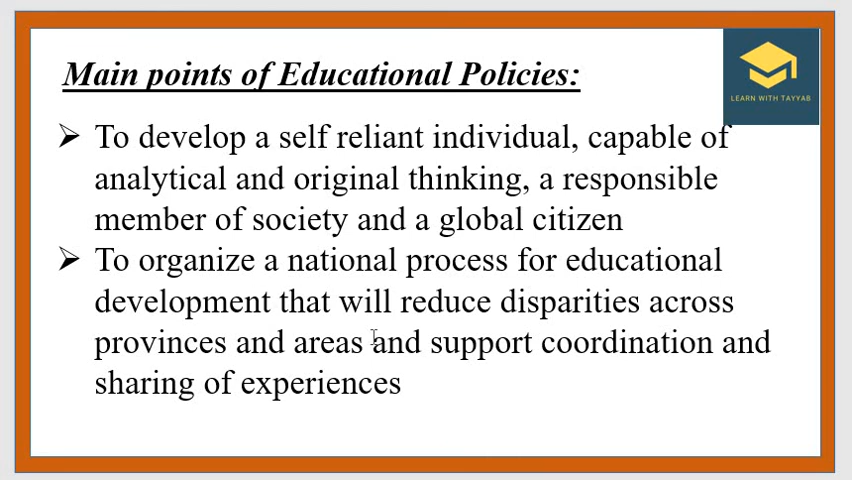 Main points of Educational Policies:
LEARN WITH TAYYAB
➢ To develop a self reliant individual, capable of
analytical and original thinking, a responsible
member of society and a global citizen
➢ To organize a national process for educational
development that will reduce disparities across
provinces and areas and support coordination and
sharing of experiences